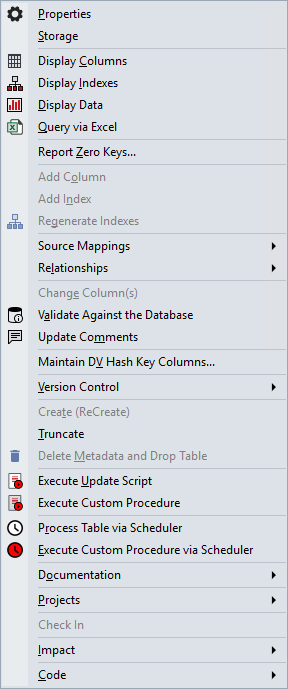 Properties
Storage
Display Columns
Display Indexes
Display Data
Query via Excel
Report Zero Keys...
Add Column
Add Index
Regenerate Indexes
Source Mappings
Relationships
Change Column(s)
Validate Against the Database
Update Comments
Maintain DV Hash Key Columns...
Version Control
Create (ReCreate)
Truncate
Delete Metadata and Drop Table
Execute Update Script
Execute Custom Procedure
Process Table via Scheduler
Execute Custom Procedure via Scheduler
Documentation
Projects
Check In
Impact
Code